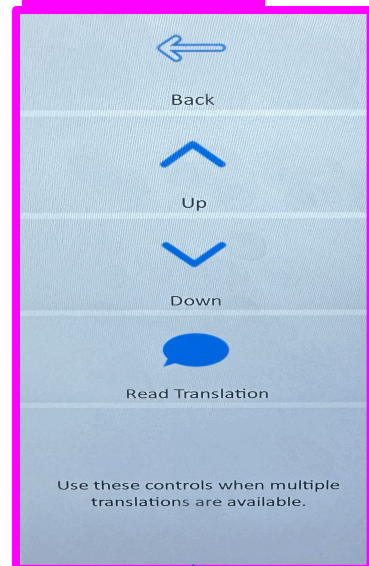 Back
Up
Down
Read Translation
Use these controls when multiple
translations are available.